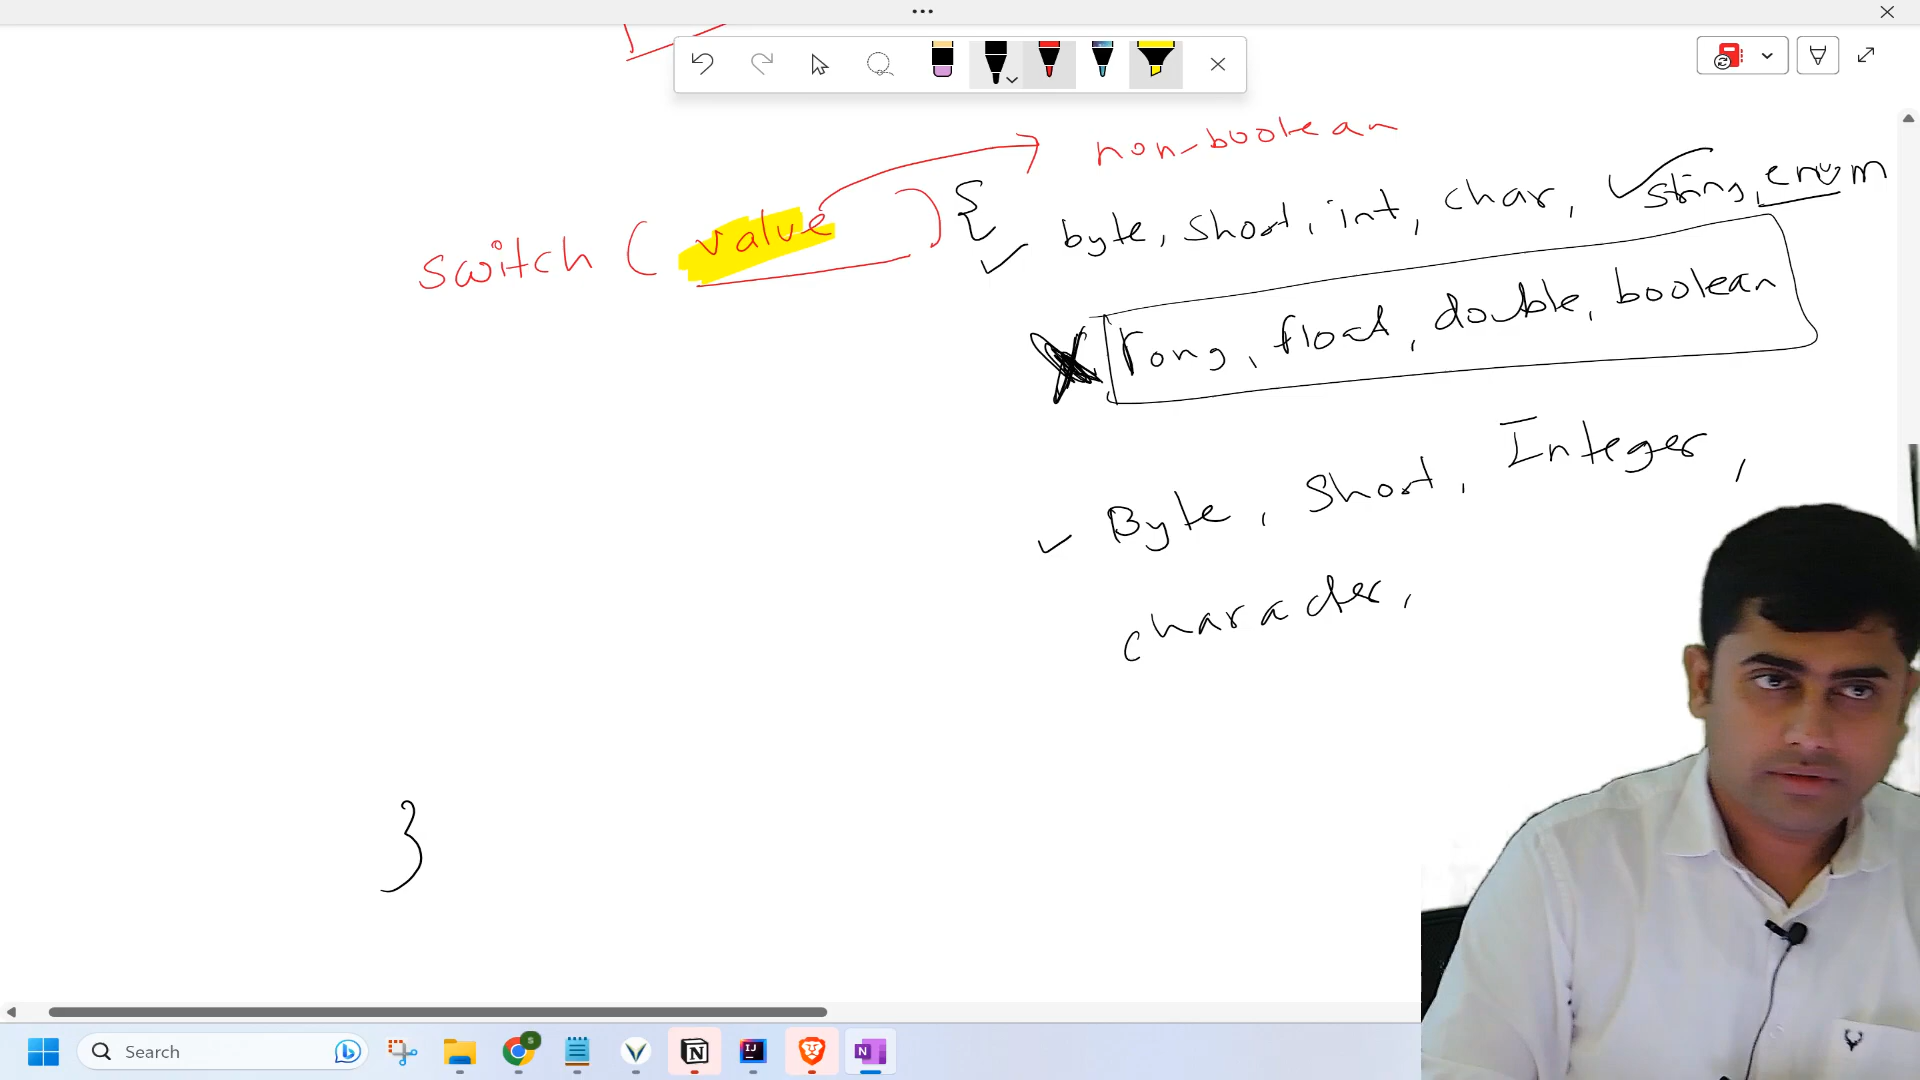 non-boolean
switch ( value ) {
byte, short, int, char, string, enum
long, float, double, boolean
Byte, Short, Integer,
character,
}
Search